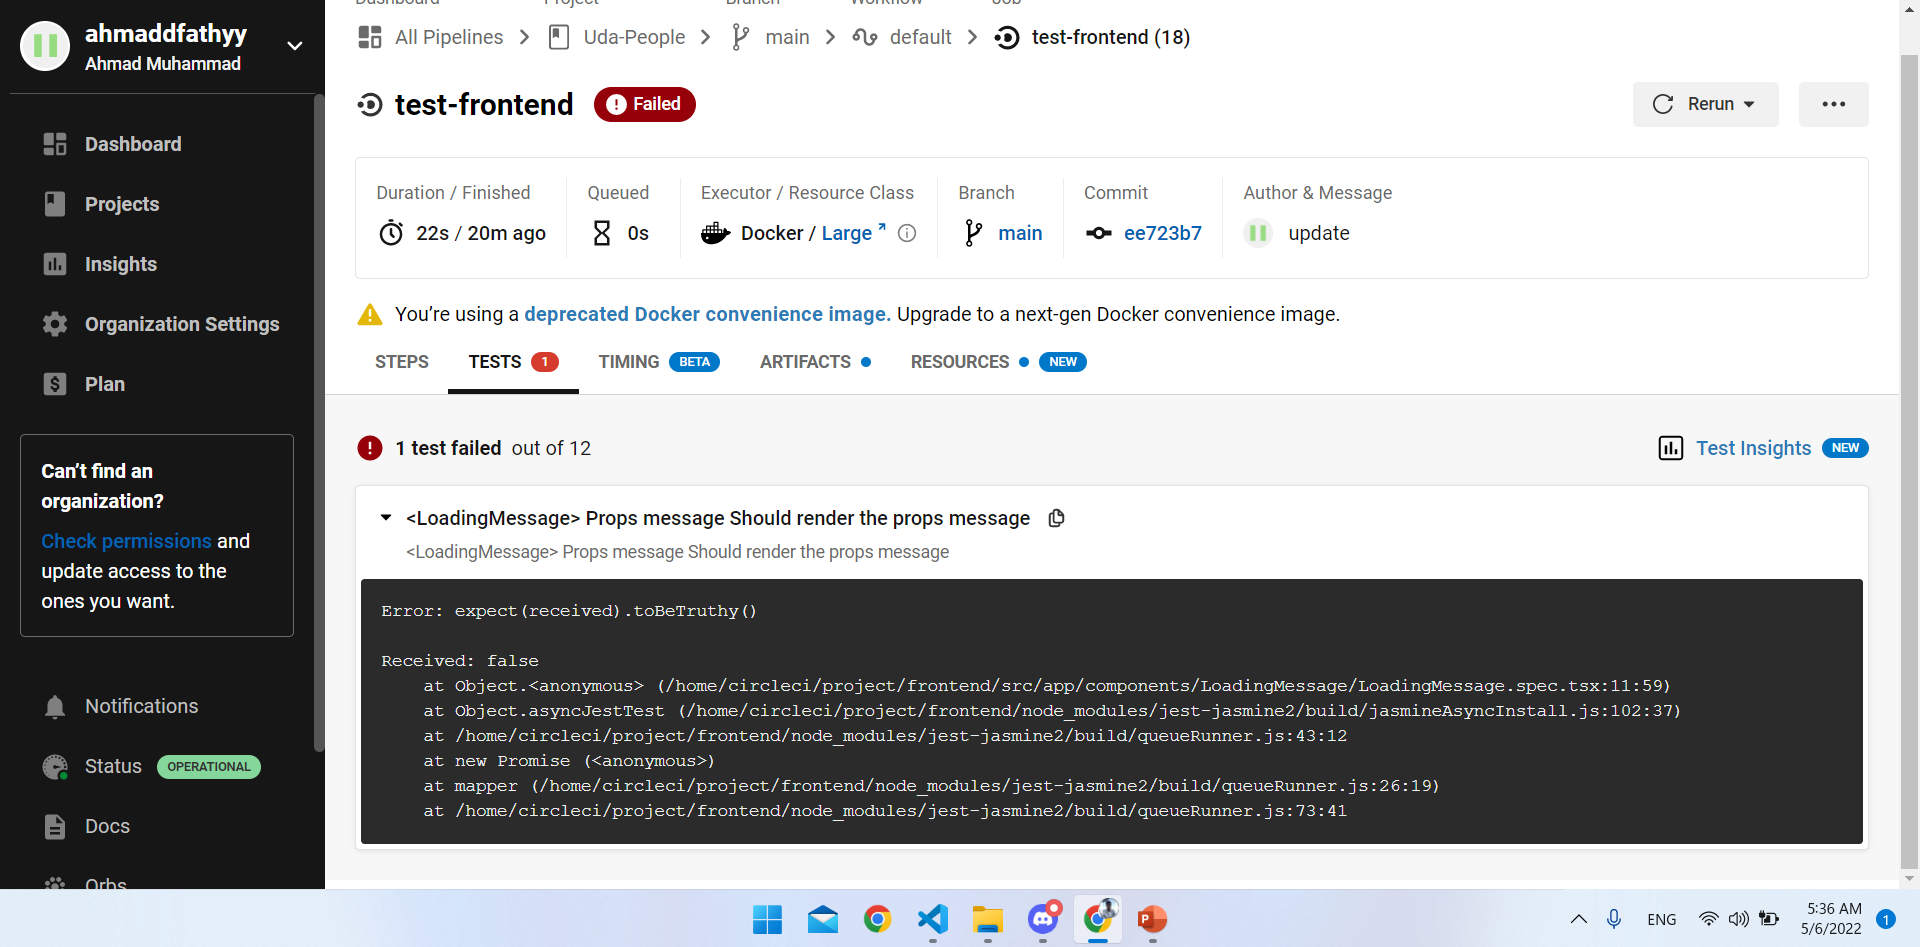 ahmaddfathyy
Ahmad Muhammad
Dashboard
Projects
Insights
Organization Settings
Plan
Can't find an
organization?
Check permissions and
update access to the
ones you want.
Notifications
Status OPERATIONAL
Docs
Orbs
Dashboard Project Branch Workflow Job
All Pipelines Uda-People main default test-frontend (18)
test-frontend Failed
Rerun
Duration / Finished Queued Executor / Resource Class Branch Commit Author & Message
22s / 20m ago 0s Docker / Large main ee723b7 update
You're using a deprecated Docker convenience image. Upgrade to a next-gen Docker convenience image.
STEPS TESTS 1 TIMING BETA ARTIFACTS RESOURCES NEW
1 test failed out of 12
Test Insights NEW
<LoadingMessage> Props message Should render the props message
<LoadingMessage> Props message Should render the props message
Error: expect(received).toBeTruthy()
Received: false
at Object.<anonymous> (/home/circleci/project/frontend/src/app/components/LoadingMessage/LoadingMessage.spec.tsx:11:59)
at Object.asyncJestTest (/home/circleci/project/frontend/node_modules/jest-jasmine2/build/jasmineAsyncInstall.js:102:37)
at /home/circleci/project/frontend/node_modules/jest-jasmine2/build/queueRunner.js:43:12
at new Promise (<anonymous>)
at mapper (/home/circleci/project/frontend/node_modules/jest-jasmine2/build/queueRunner.js:26:19)
at /home/circleci/project/frontend/node_modules/jest-jasmine2/build/queueRunner.js:73:41
ENG
5:36 AM
5/6/2022
1